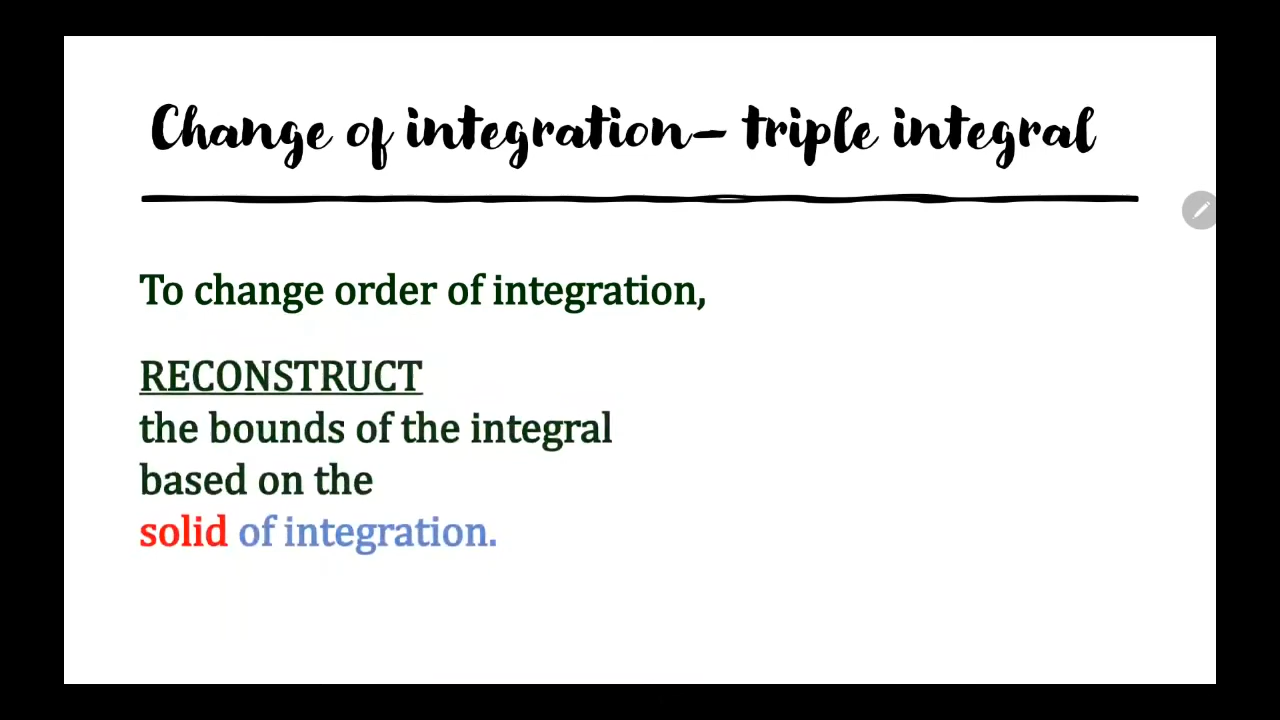 Change of integration– triple integral
To change order of integration,
RECONSTRUCT
the bounds of the integral
based on the
solid of integration.